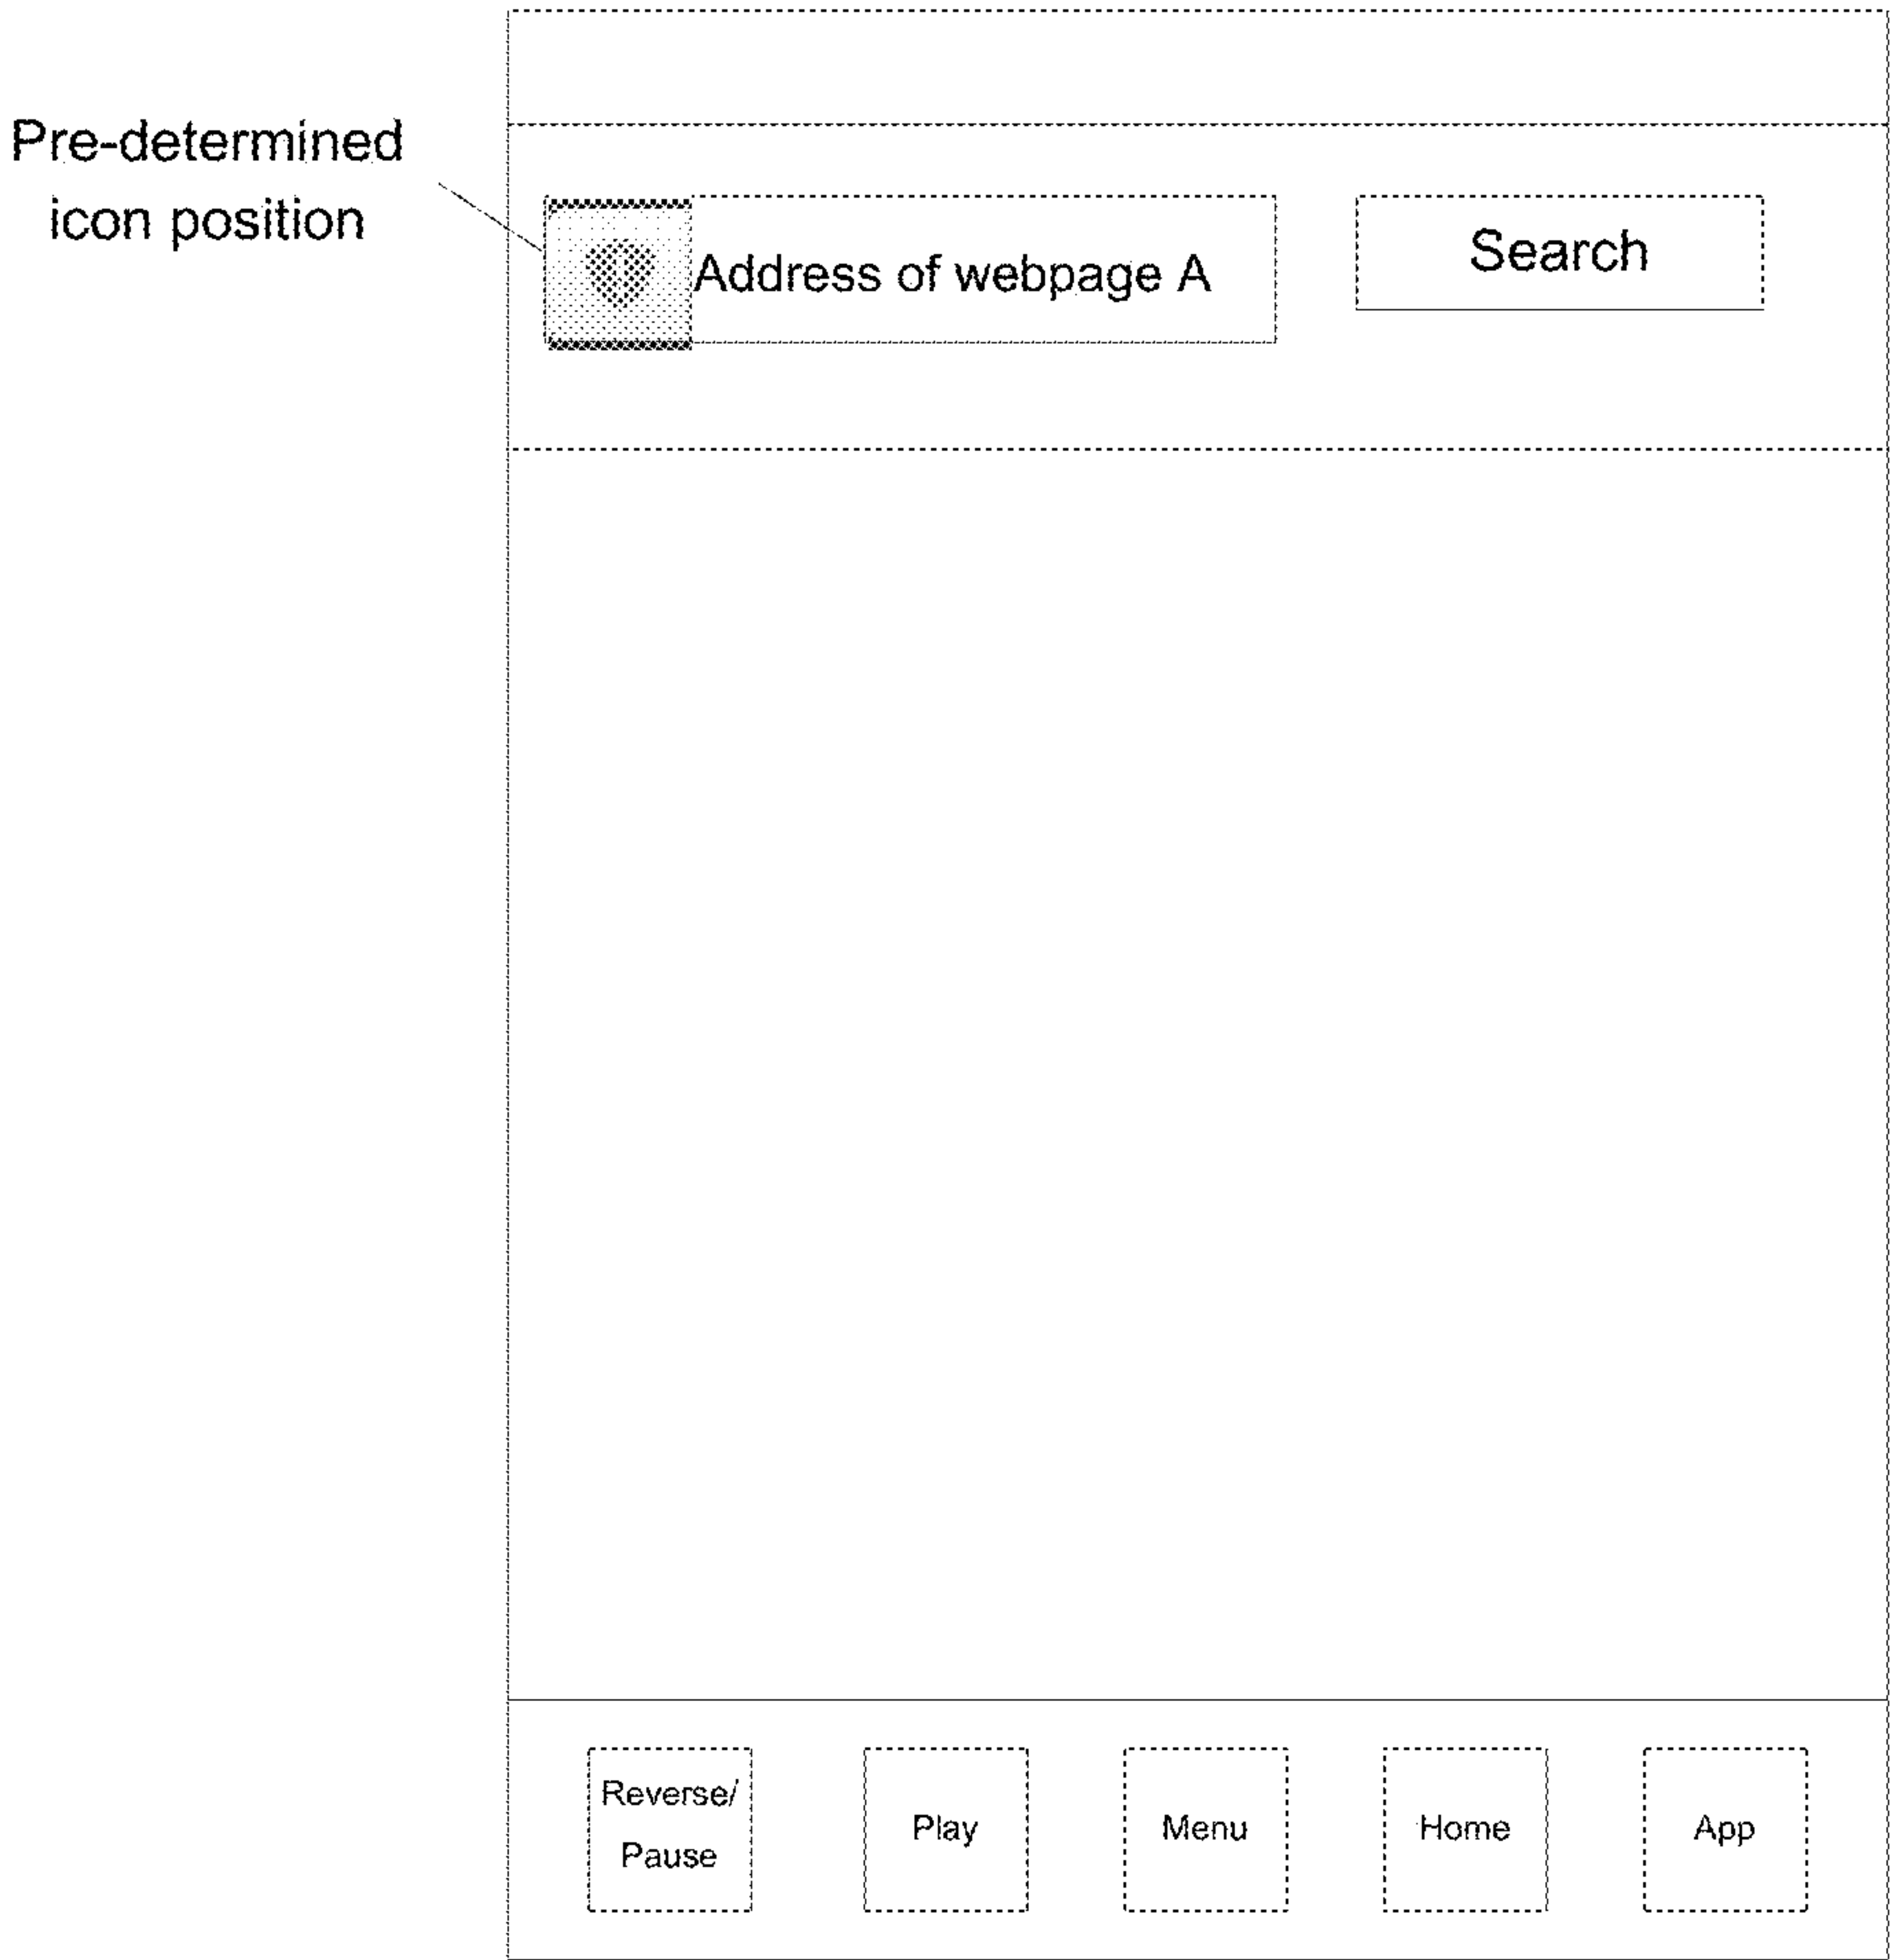 Pre-determined
icon position
Address of webpage A
Search
Reverse/
Pause
Play
Menu
Home
App